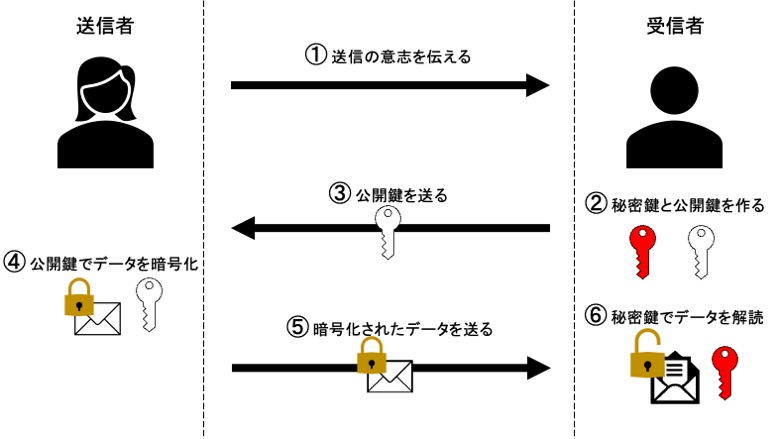 送信者
受信者
① 送信の意志を伝える
② 秘密鍵と公開鍵を作る
③ 公開鍵を送る
④ 公開鍵でデータを暗号化
⑤ 暗号化されたデータを送る
⑥ 秘密鍵でデータを解読